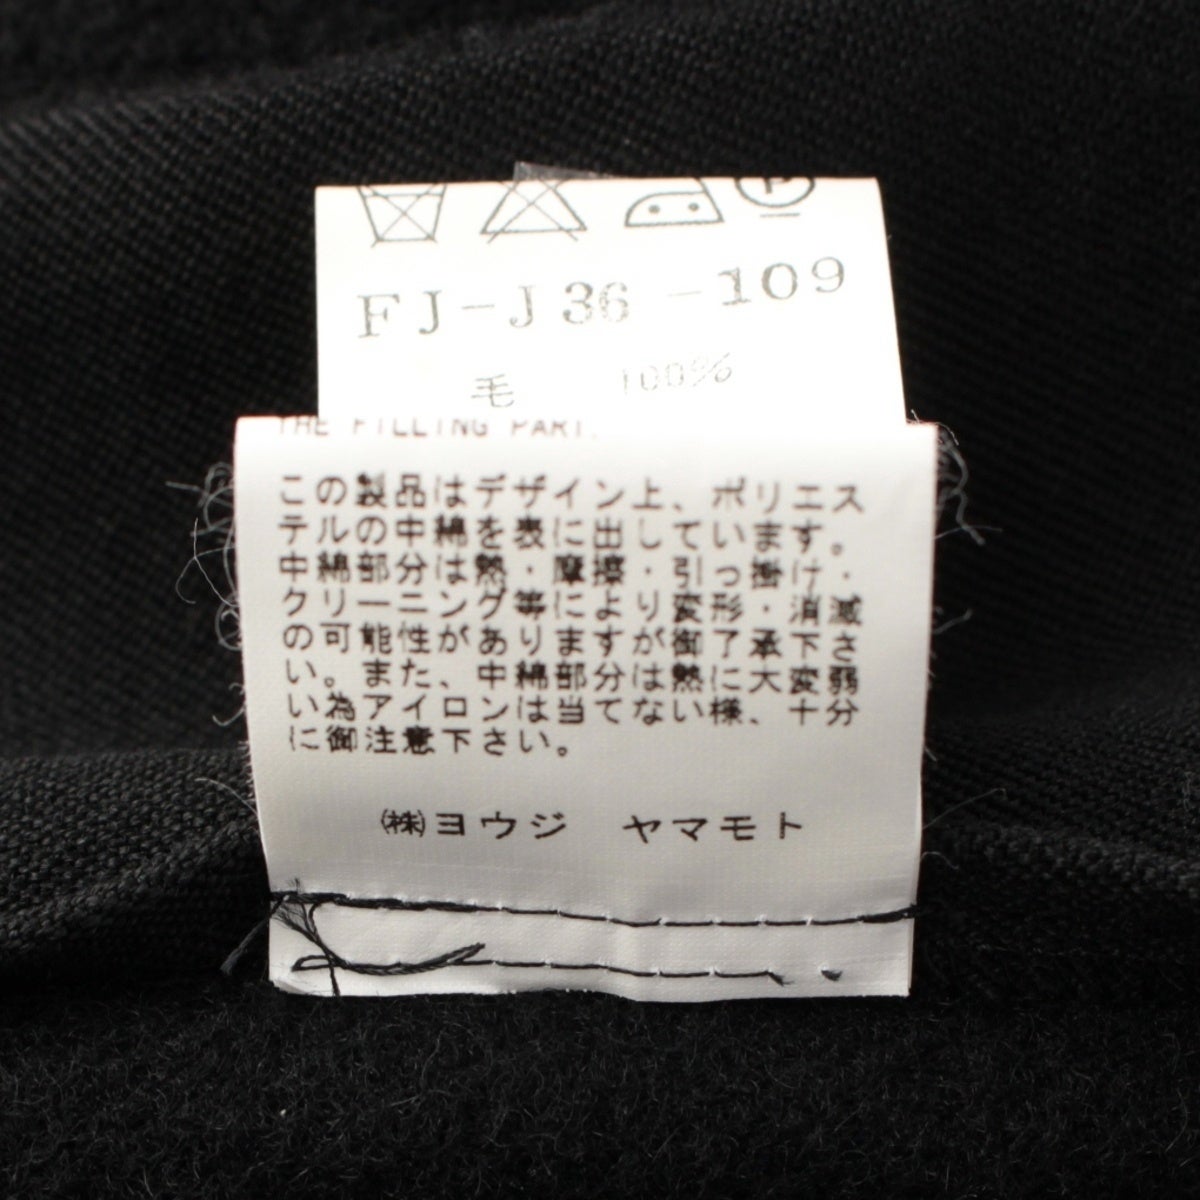 P
FJ-J36-109
毛 100%
THE FILLING PART.
この製品はデザイン上、ポリエス
テルの中綿を表に出しています。
中綿部分は熱・摩擦・引っ掛け・
クリーニング等により変形・消滅
の可能性がありますが御了承下さ
い。また、中綿部分は熱に大変弱
い為アイロンは当てない様、十分
に御注意下さい。
㈱ヨウジ ヤマモト